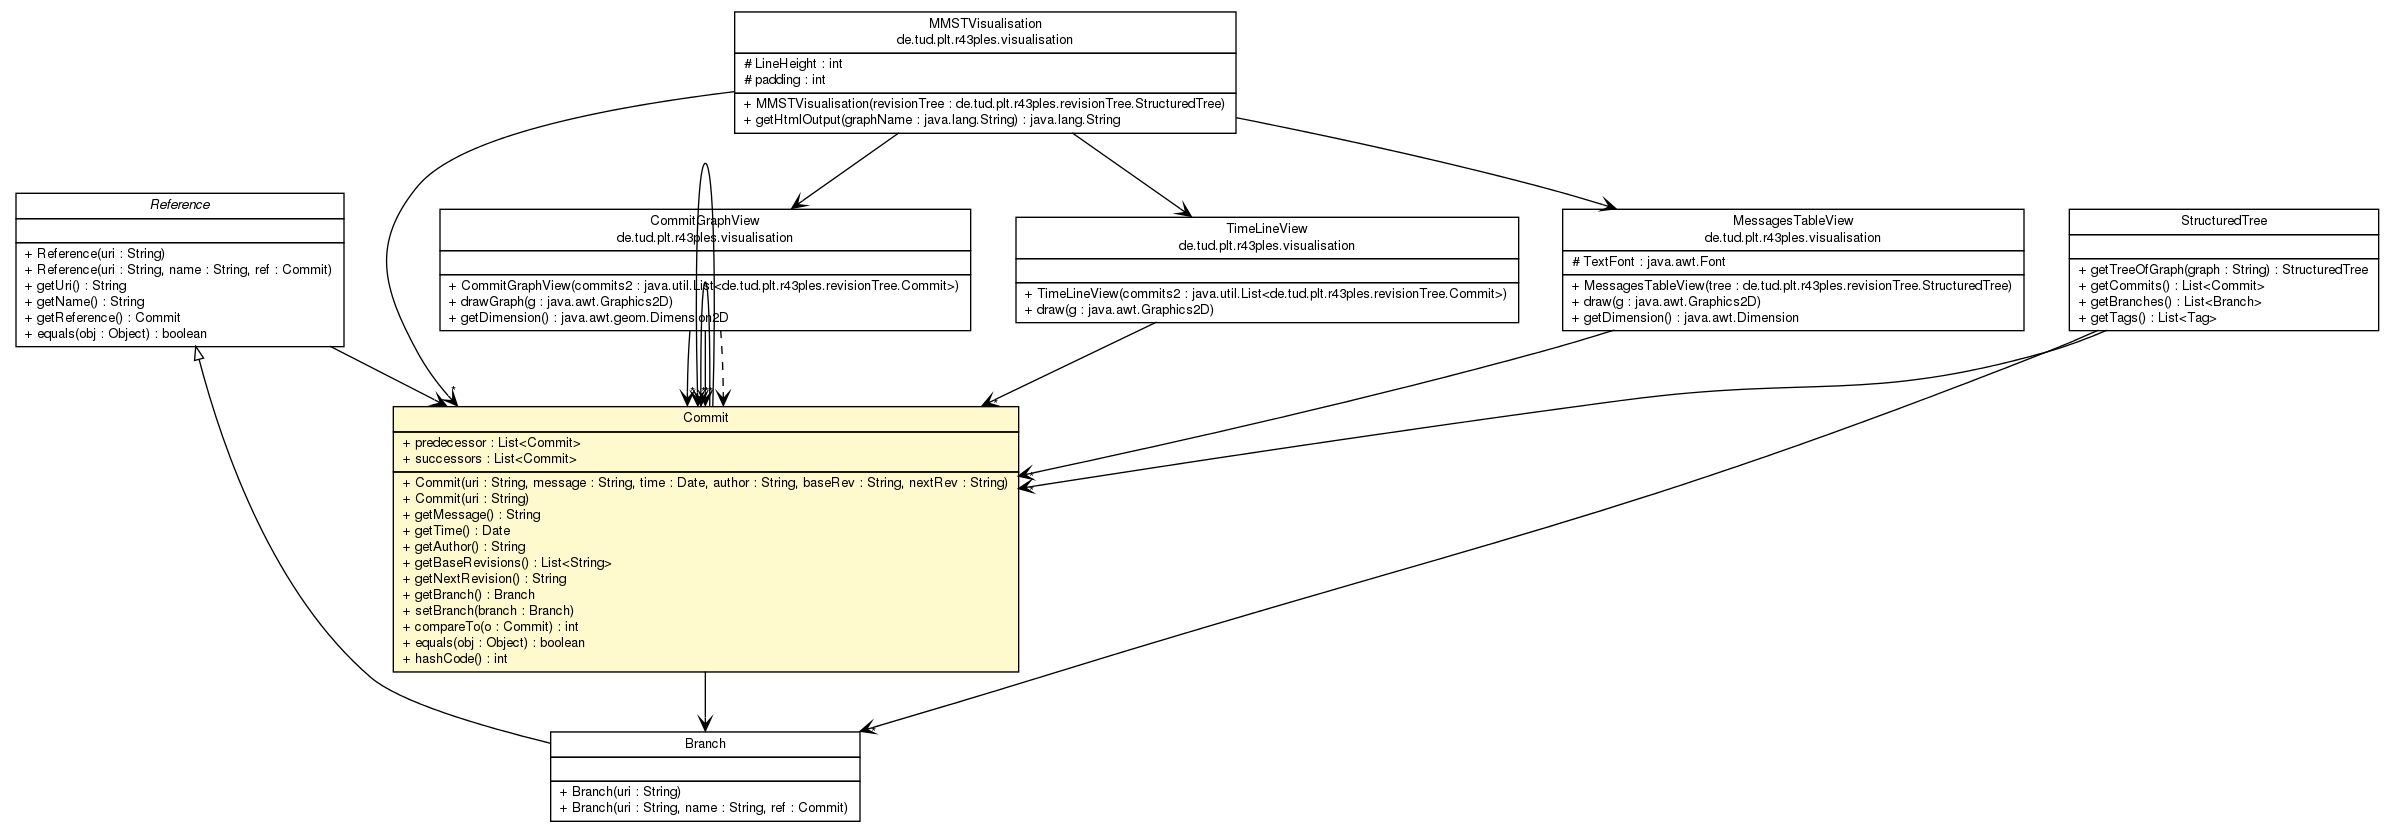 MMSTVisualisation
de.tud.plt.r43ples.visualisation
# LineHeight : int
# padding : int
+ MMSTVisualisation(revisionTree : de.tud.plt.r43ples.revisionTree.StructuredTree)
+ getHtmlOutput(graphName : java.lang.String) : java.lang.String
Reference
+ Reference(uri : String)
+ Reference(uri : String, name : String, ref : Commit)
+ getUri() : String
+ getName() : String
+ getReference() : Commit
+ equals(obj : Object) : boolean
CommitGraphView
de.tud.plt.r43ples.visualisation
+ CommitGraphView(commits2 : java.util.List<de.tud.plt.r43ples.revisionTree.Commit>)
+ drawGraph(g : java.awt.Graphics2D)
+ getDimension() : java.awt.geom.Dimension2D
TimeLineView
de.tud.plt.r43ples.visualisation
+ TimeLineView(commits2 : java.util.List<de.tud.plt.r43ples.revisionTree.Commit>)
+ draw(g : java.awt.Graphics2D)
MessagesTableView
de.tud.plt.r43ples.visualisation
# TextFont : java.awt.Font
+ MessagesTableView(tree : de.tud.plt.r43ples.revisionTree.StructuredTree)
+ draw(g : java.awt.Graphics2D)
+ getDimension() : java.awt.Dimension
StructuredTree
+ getTreeOfGraph(graph : String) : StructuredTree
+ getCommits() : List<Commit>
+ getBranches() : List<Branch>
+ getTags() : List<Tag>
Commit
+ predecessor : List<Commit>
+ successors : List<Commit>
+ Commit(uri : String, message : String, time : Date, author : String, baseRev : String, nextRev : String)
+ Commit(uri : String)
+ getMessage() : String
+ getTime() : Date
+ getAuthor() : String
+ getBaseRevisions() : List<String>
+ getNextRevision() : String
+ getBranch() : Branch
+ setBranch(branch : Branch)
+ compareTo(o : Commit) : int
+ equals(obj : Object) : boolean
+ hashCode() : int
Branch
+ Branch(uri : String)
+ Branch(uri : String, name : String, ref : Commit)